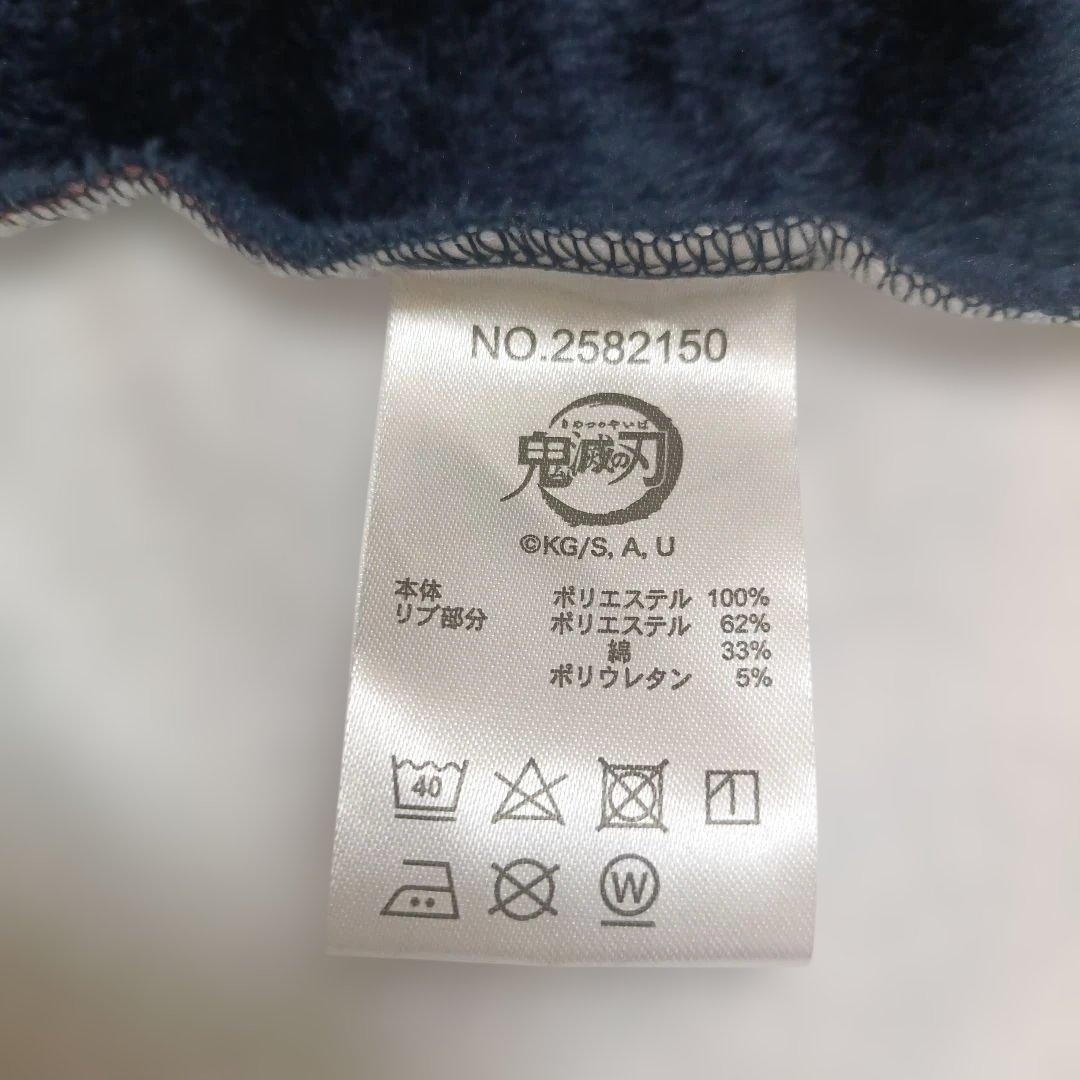 NO.2582150
きめつのやいば
鬼滅の刃
©KG/S, A, U
本体 ポリエステル 100%
リブ部分 ポリエステル 62%
綿 33%
ポリウレタン 5%
40
W